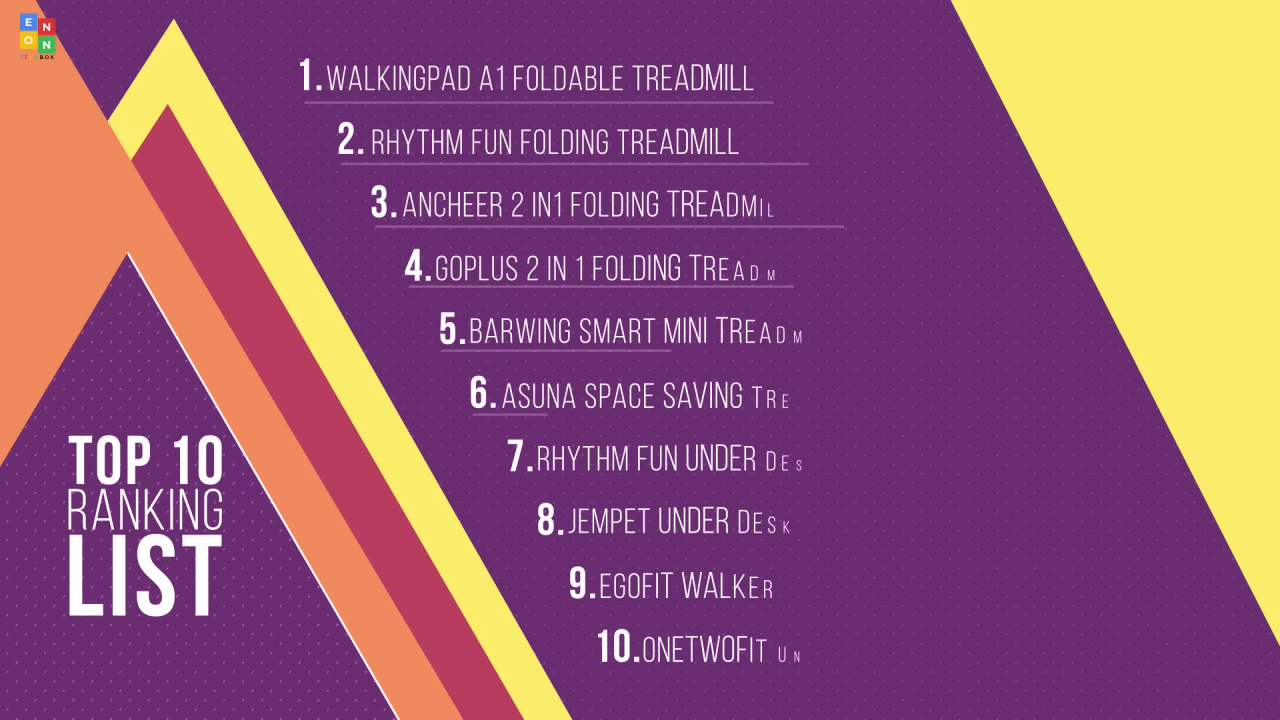 E N
O N
TECHBOX
1. WALKINGPAD A1 FOLDABLE TREADMILL
2. RHYTHM FUN FOLDING TREADMILL
3. ANCHEER 2 IN1 FOLDING TREADMIL
4. GOPLUS 2 IN 1 FOLDING TREADM
5. BARWING SMART MINI TREADM
6. ASUNA SPACE SAVING TRE
7. RHYTHM FUN UNDER DES
8. JEMPET UNDER DESK
9. EGOFIT WALKER
10. ONETWOFIT UN
TOP 10
RANKING
LIST